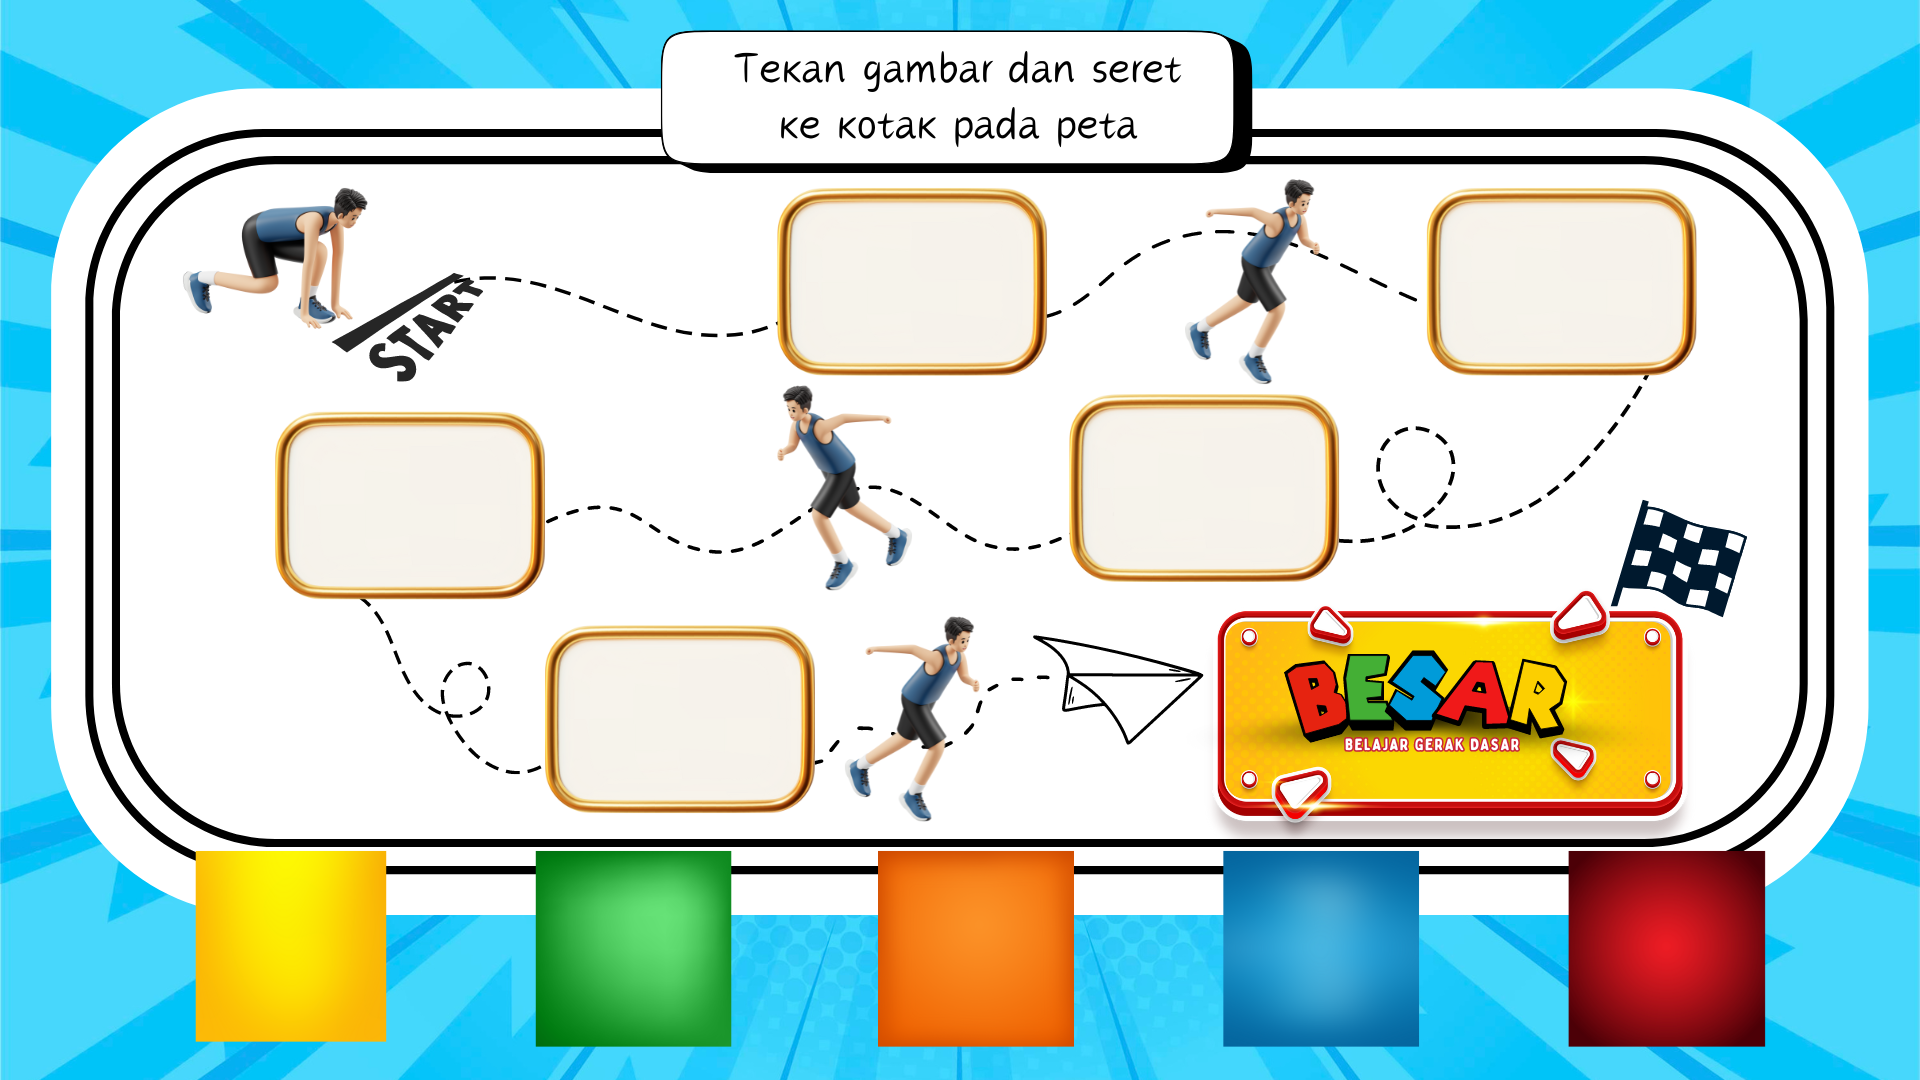 Tekan gambar dan seret
ke kotak pada peta
START
BESAR
BELAJAR GERAK DASAR